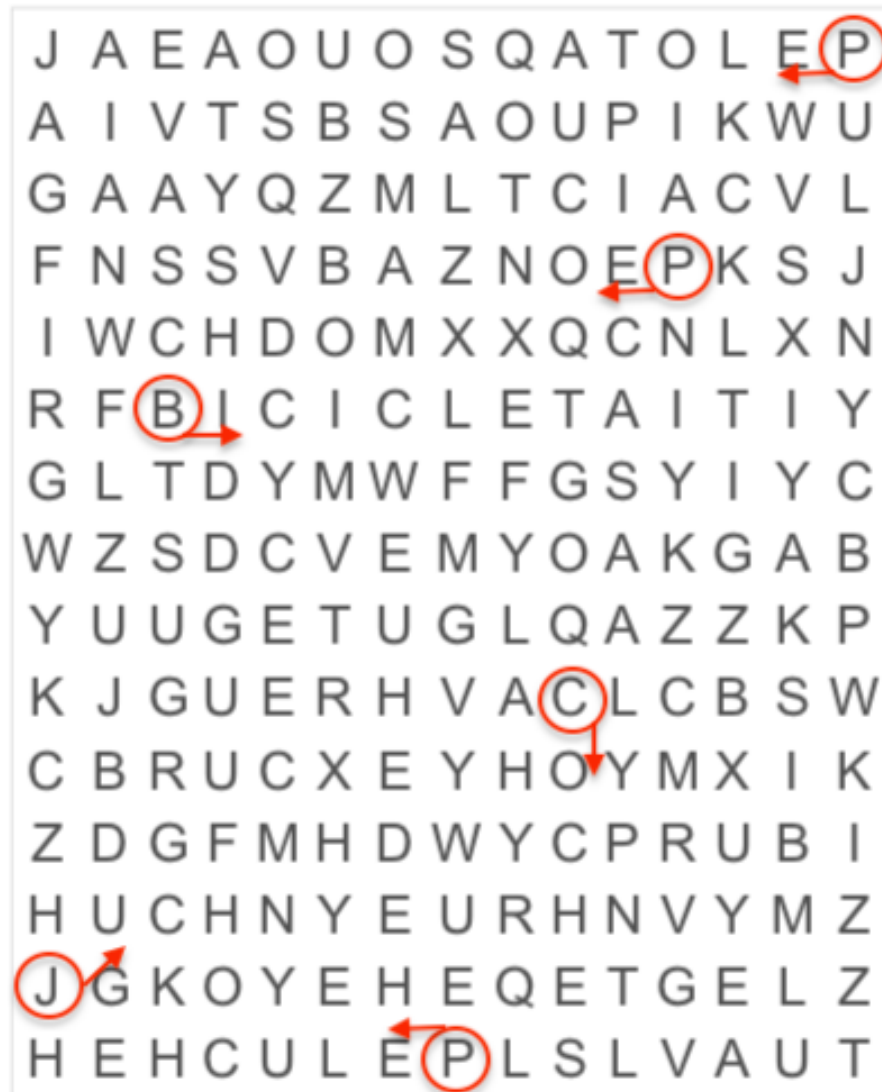 J A E A O U O S Q A T O L E P
A I V T S B S A O U P I K W U
G A A Y Q Z M L T C I A C V L
F N S S V B A Z N O E P K S J
I W C H D O M X X Q C N L X N
R F B I C I C L E T A I T I Y
G L T D Y M W F F G S Y I Y C
W Z S D C V E M Y O A K G A B
Y U U G E T U G L Q A Z Z K P
K J G U E R H V A C L C B S W
C B R U C X E Y H O Y M X I K
Z D G F M H D W Y C P R U B I
H U C H N Y E U R H N V Y M Z
J G K O Y E H E Q E T G E L Z
H E H C U L E P L S L V A U T